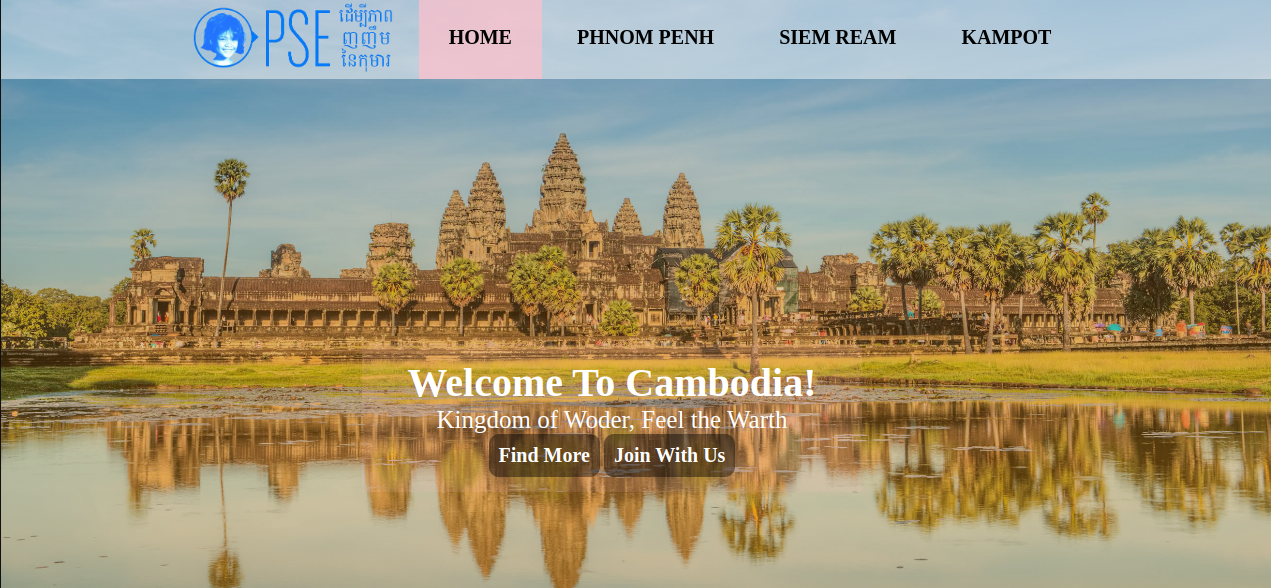 PSE
ដើម្បីភាព
ញញឹម
នៃកុមារ
HOME
PHNOM PENH
SIEM REAM
KAMPOT
Welcome To Cambodia!
Kingdom of Woder, Feel the Warth
Find More
Join With Us